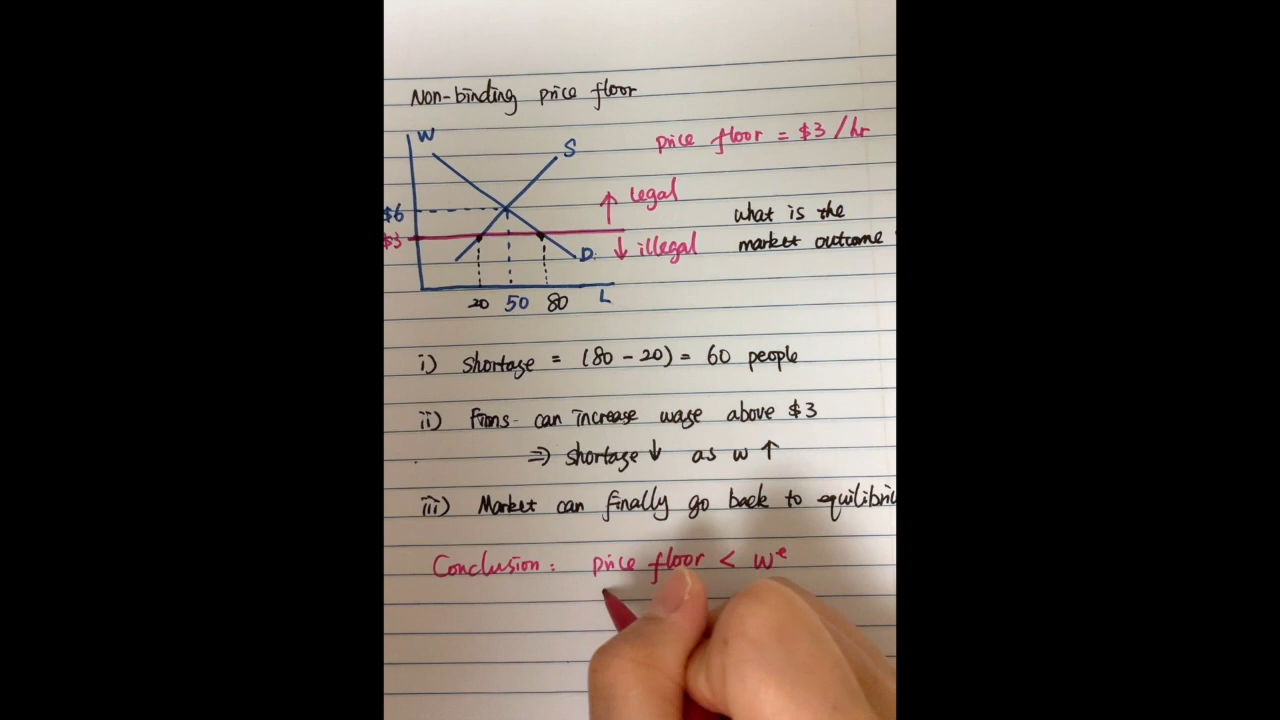 Non-binding price floor
price floor = $3 /hr
W
S
↑ legal
$6
what is the
$3
↓ illegal
market outcome
D
20 50 80 L
i) shortage = (80 - 20) = 60 people
ii) Firms can increase wage above $3
⇒ shortage ↓ as w ↑
iii) Market can finally go back to equilibriu
Conclusion: price floor < wᵉ